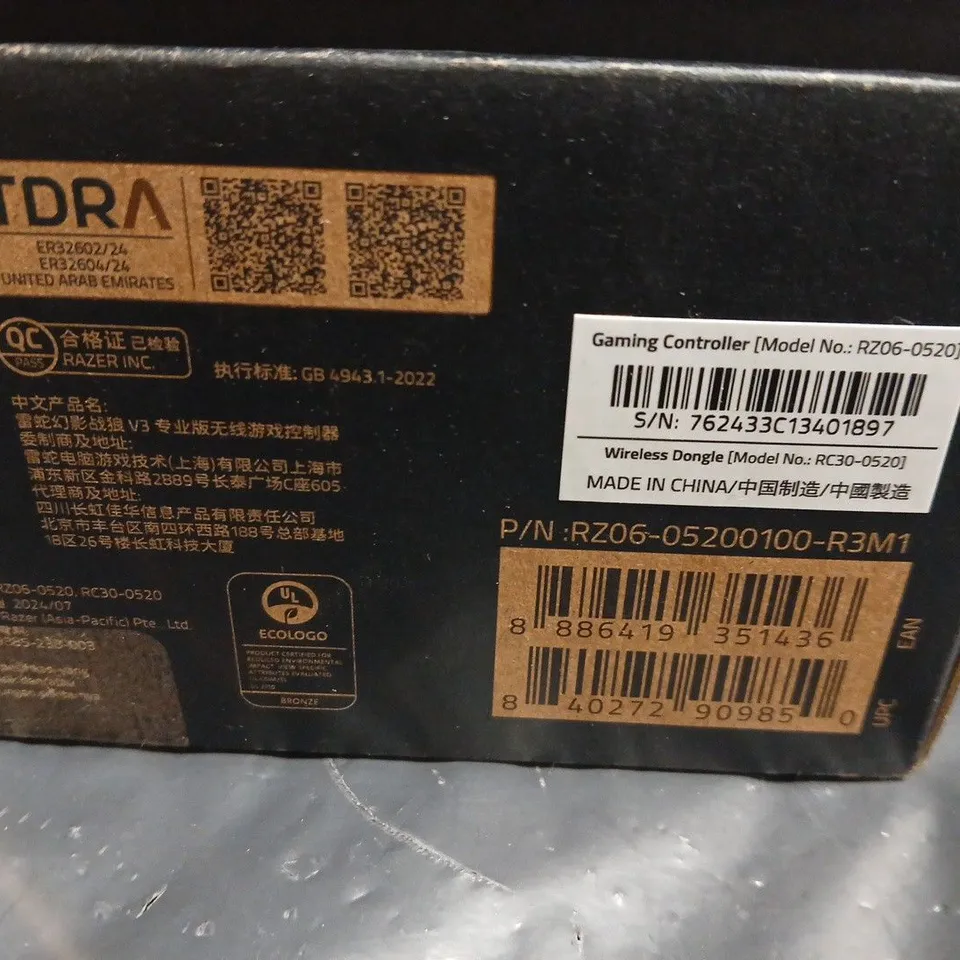 TDRA
ER32602/24
ER32604/24
UNITED ARAB EMIRATES
QC
PASS
合格证 已检验
RAZER INC.
执行标准: GB 4943.1-2022
中文产品名:
雷蛇幻影战狼 V3 专业版无线游戏控制器
委制商及地址:
雷蛇电脑游戏技术(上海)有限公司上海市
浦东新区金科路2889号长泰广场C座605
代理商及地址:
四川长虹佳华信息产品有限责任公司
北京市丰台区南四环西路188号总部基地
18区26号楼长虹科技大厦
RZ06-0520, RC30-0520
2024/07
Razer (Asia-Pacific) Pte. Ltd.
UL
ECOLOGO
PRODUCT CERTIFIED FOR
REDUCED ENVIRONMENTAL
IMPACT. VIEW SPECIFIC
ATTRIBUTES EVALUATED
BRONZE
Gaming Controller [Model No.: RZ06-0520]
S/N: 762433C13401897
Wireless Dongle [Model No.: RC30-0520]
MADE IN CHINA/中国制造/中國製造
P/N :RZ06-05200100-R3M1
8 886419 351436
EAN
8 40272 90985 0
UPC